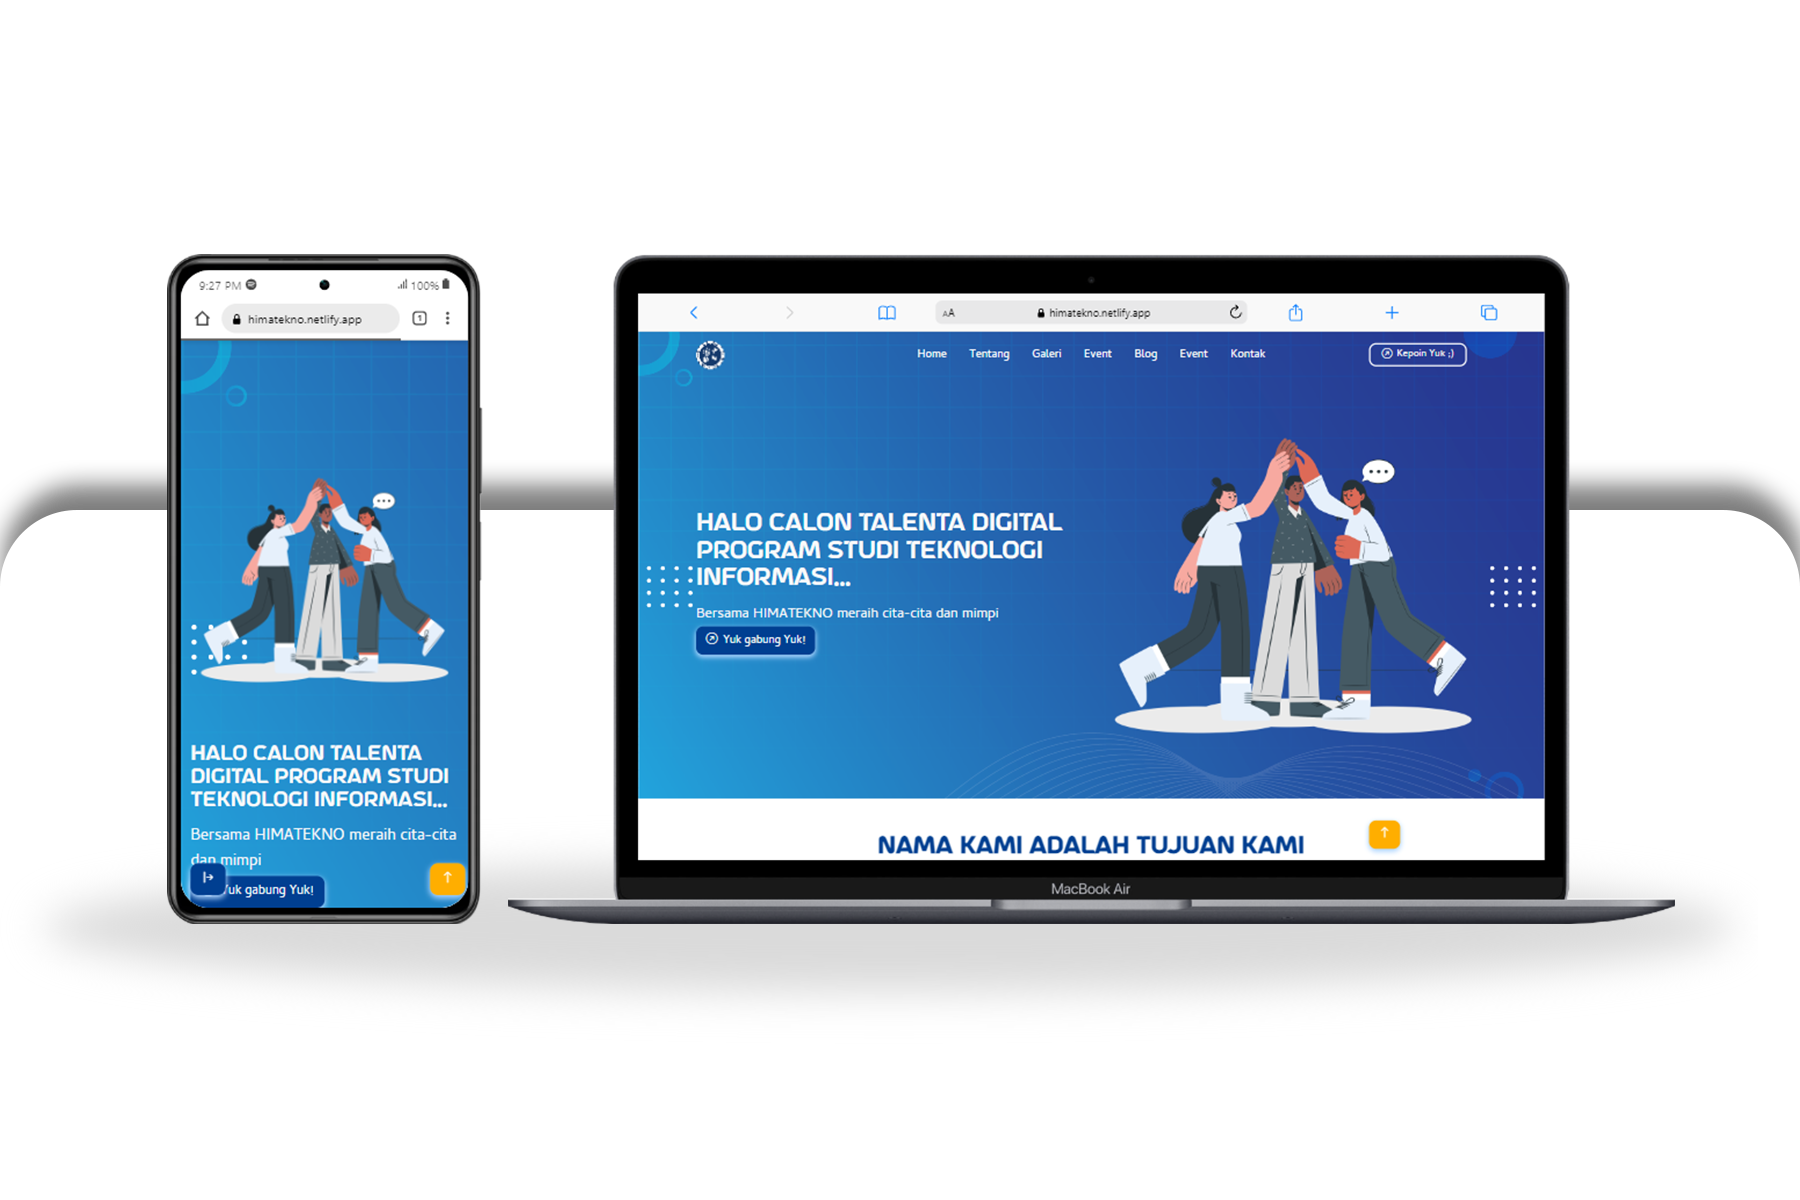 9:27 PM
100%
himatekno.netlify.app
1
HALO CALON TALENTA
DIGITAL PROGRAM STUDI
TEKNOLOGI INFORMASI...
Bersama HIMATEKNO meraih cita-cita
dan mimpi
Yuk gabung Yuk!
AA
himatekno.netlify.app
Home Tentang Galeri Event Blog Event Kontak
Kepoin Yuk ;)
HALO CALON TALENTA DIGITAL
PROGRAM STUDI TEKNOLOGI
INFORMASI...
Bersama HIMATEKNO meraih cita-cita dan mimpi
Yuk gabung Yuk!
NAMA KAMI ADALAH TUJUAN KAMI
MacBook Air